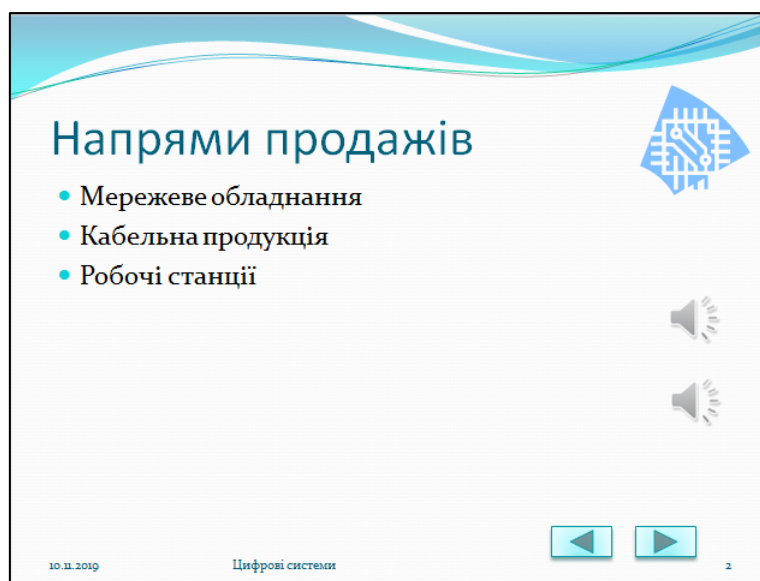 Напрями продажів
Мережеве обладнання
Кабельна продукція
Робочі станції
10.11.2019 Цифрові системи 2